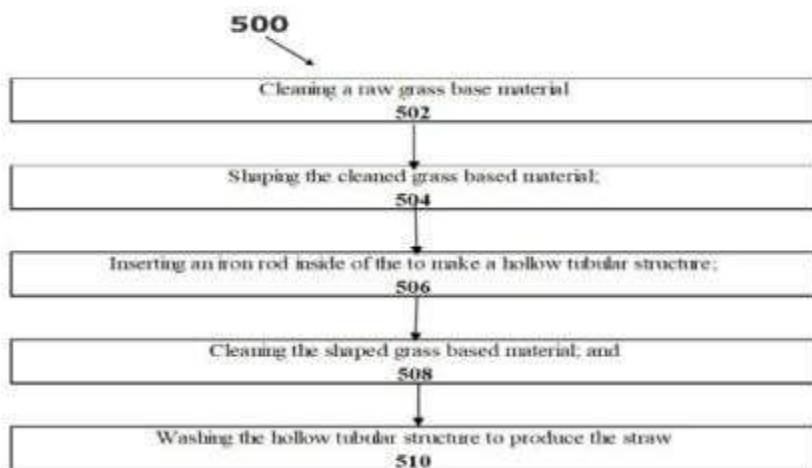 500
Cleaning a raw grass base material
502
Shaping the cleaned grass based material;
504
Inserting an iron rod inside of the to make a hollow tubular structure;
506
Cleaning the shaped grass based material; and
508
Washing the hollow tubular structure to produce the straw
510